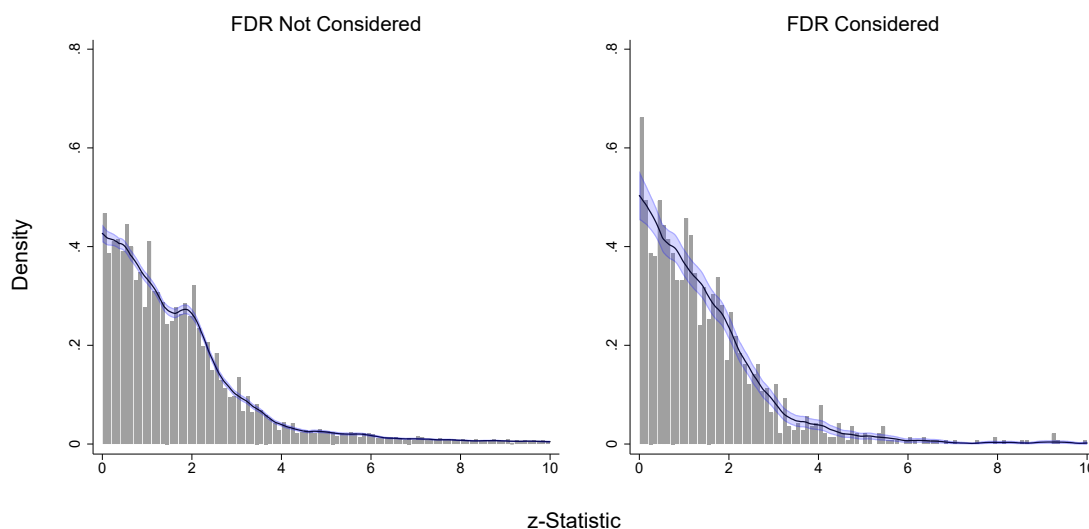 FDR Not Considered
FDR Considered
Density
.8
.6
.4
.2
0
0 2 4 6 8 10
.8
.6
.4
.2
0
0 2 4 6 8 10
z-Statistic